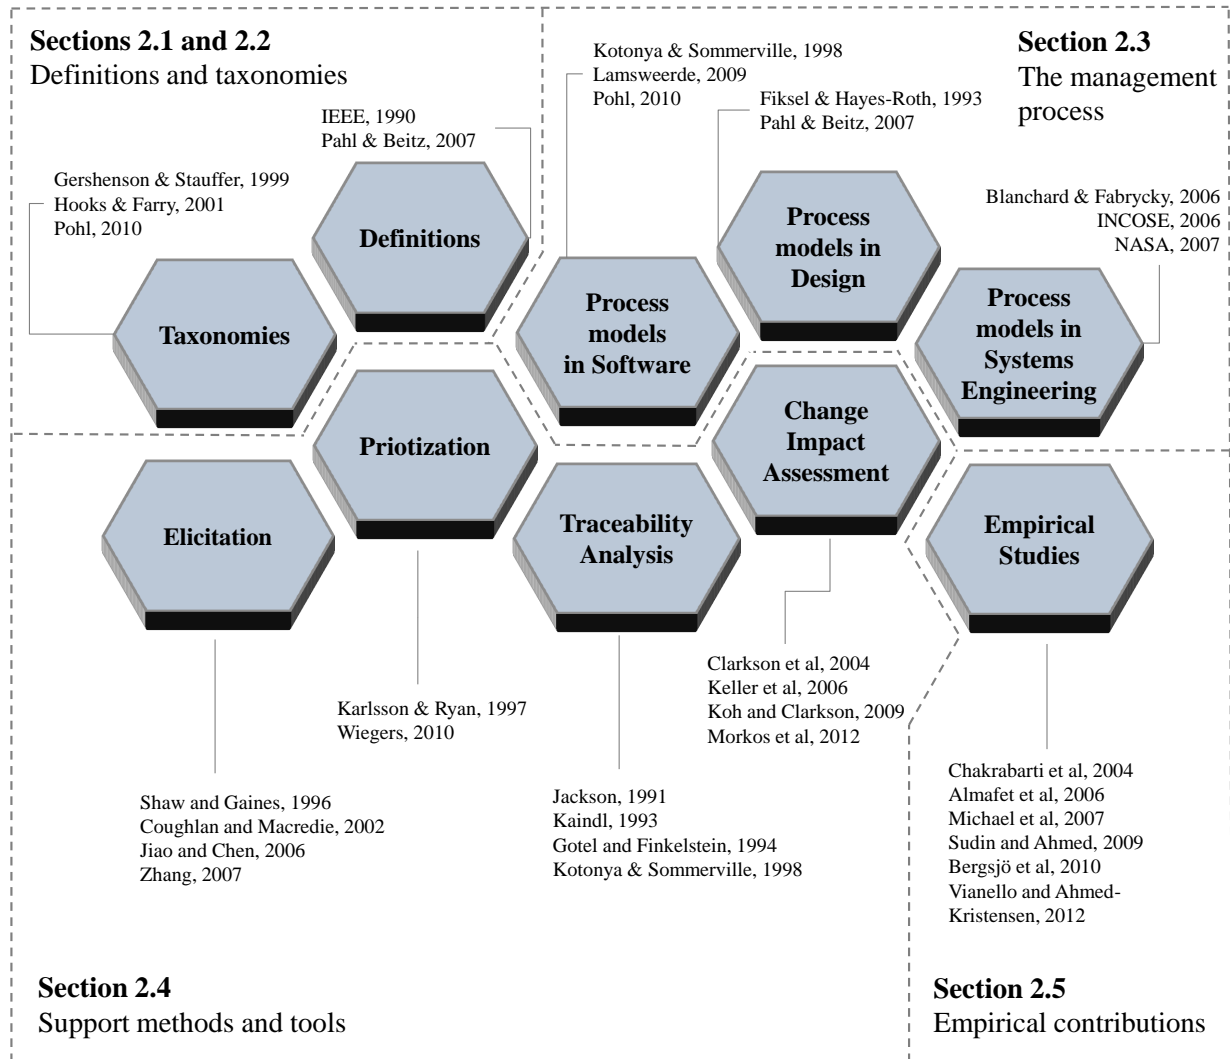 Sections 2.1 and 2.2
Definitions and taxonomies
IEEE, 1990
Pahl & Beitz, 2007
Gershenson & Stauffer, 1999
Hooks & Farry, 2001
Pohl, 2010
Definitions
Taxonomies
Section 2.3
The management
process
Kotonya & Sommerville, 1998
Lamsweerde, 2009
Pohl, 2010
Fiksel & Hayes-Roth, 1993
Pahl & Beitz, 2007
Blanchard & Fabrycky, 2006
INCOSE, 2006
NASA, 2007
Process
models
in Software
Process
models in
Design
Process
models in
Systems
Engineering
Elicitation
Priotization
Traceability
Analysis
Change
Impact
Assessment
Empirical
Studies
Shaw and Gaines, 1996
Coughlan and Macredie, 2002
Jiao and Chen, 2006
Zhang, 2007
Karlsson & Ryan, 1997
Wiegers, 2010
Jackson, 1991
Kaindl, 1993
Gotel and Finkelstein, 1994
Kotonya & Sommerville, 1998
Clarkson et al, 2004
Keller et al, 2006
Koh and Clarkson, 2009
Morkos et al, 2012
Chakrabarti et al, 2004
Almafet et al, 2006
Michael et al, 2007
Sudin and Ahmed, 2009
Bergsjö et al, 2010
Vianello and Ahmed-
Kristensen, 2012
Section 2.4
Support methods and tools
Section 2.5
Empirical contributions